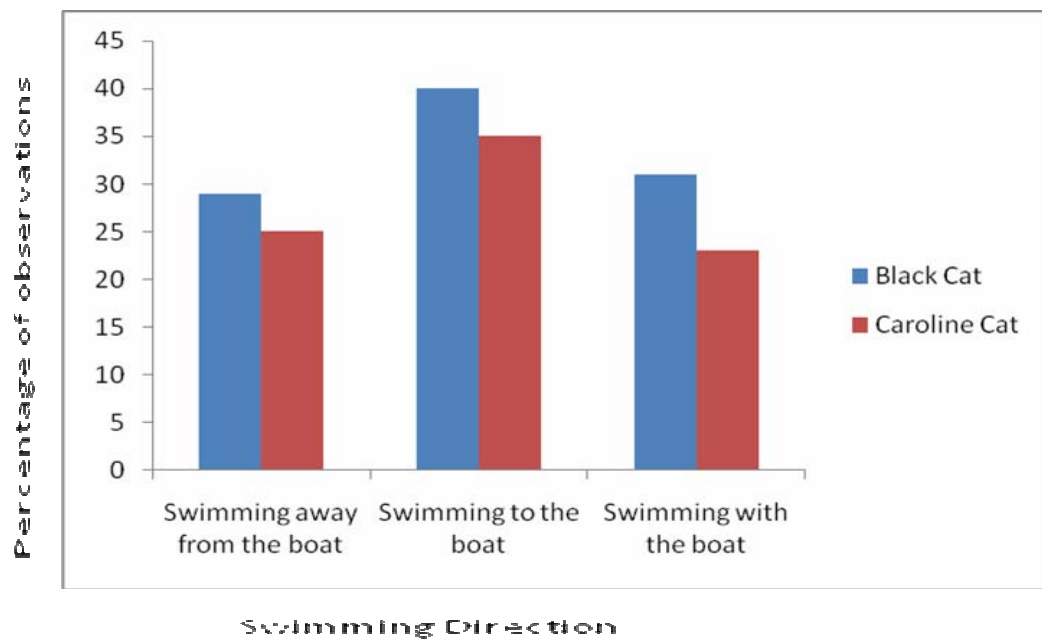 Percentage of observations
45
40
35
30
25
20
15
10
5
0
Swimming away
from the boat
Swimming to the
boat
Swimming with
the boat
Black Cat
Caroline Cat
Swimming Direction